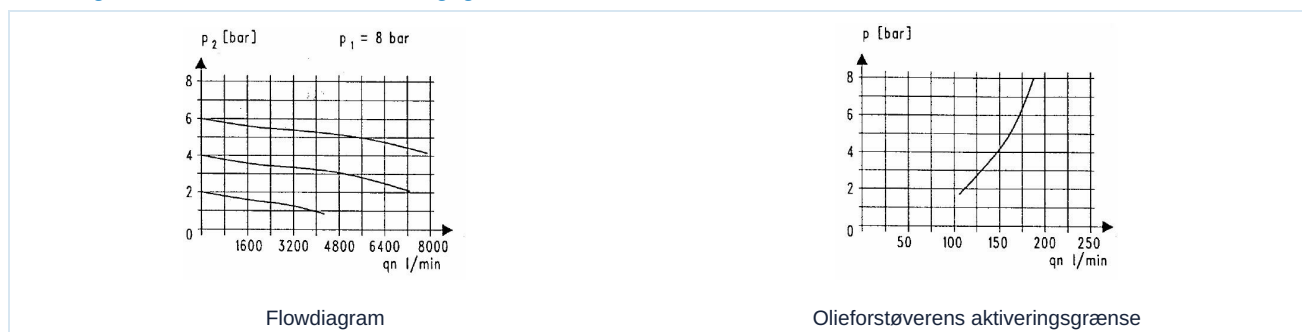 p2 [bar] p1 = 8 bar
8
6
4
2
0
1600 3200 4800 6400 8000
qn l/min
Flowdiagram
p [bar]
8
6
4
2
0
50 100 150 200 250
qn l/min
Olieforstøverens aktiveringsgrænse